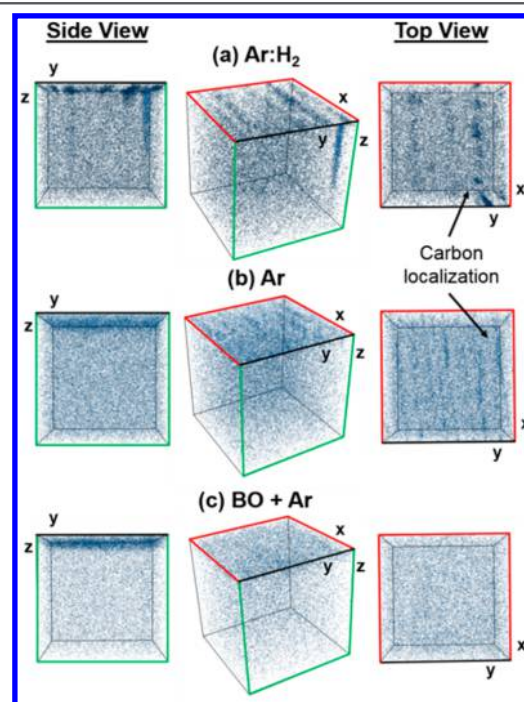 Side View
Top View
(a) Ar:H₂
y
z
x
y
z
x
y
Carbon
localization
(b) Ar
y
z
x
y
z
x
y
(c) BO + Ar
y
z
x
y
z
x
y